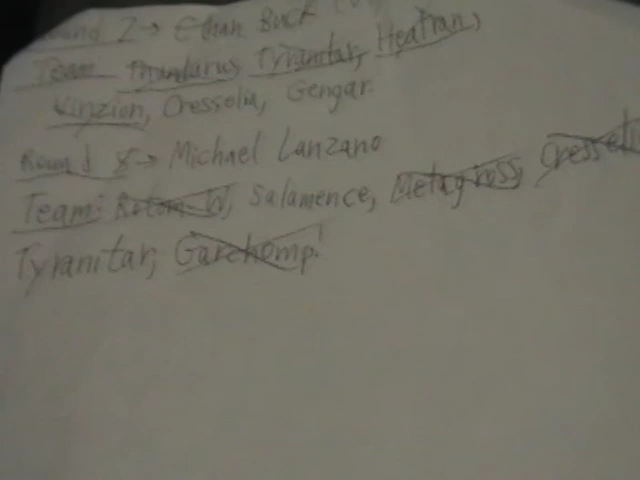 Round 7→ Ethan Buck
Team Thundurus, Tyranitar, Heatran,
Virizion, Cresselia, Gengar
Round 8→ Michael Lanzano
Team: Rotom-W, Salamence, Metagross, Cresselia
Tyranitar, Garchomp!